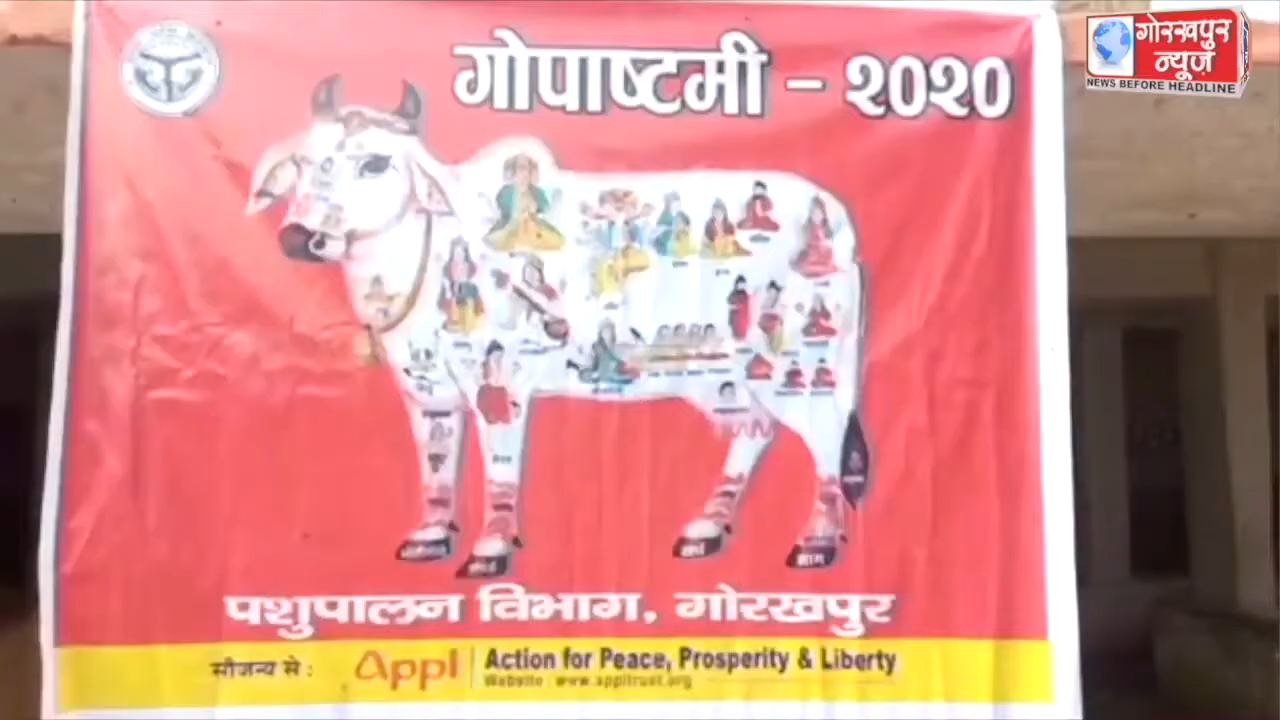 गोरखपुर
न्यूज़
NEWS BEFORE HEADLINE
गोपाष्टमी - २०२०
पशुपालन विभाग, गोरखपुर
सौजन्य से :
Appl
Action for Peace, Prosperity & Liberty
Website : www.appltrust.org